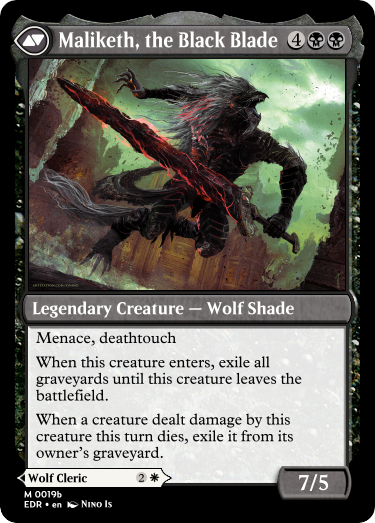 Maliketh, the Black Blade 4
Legendary Creature — Wolf Shade
Menace, deathtouch
When this creature enters, exile all
graveyards until this creature leaves the
battlefield.
When a creature dealt damage by this
creature this turn dies, exile it from its
owner's graveyard.
Wolf Cleric 2
7/5
M 0019b
EDR • en Nino Is